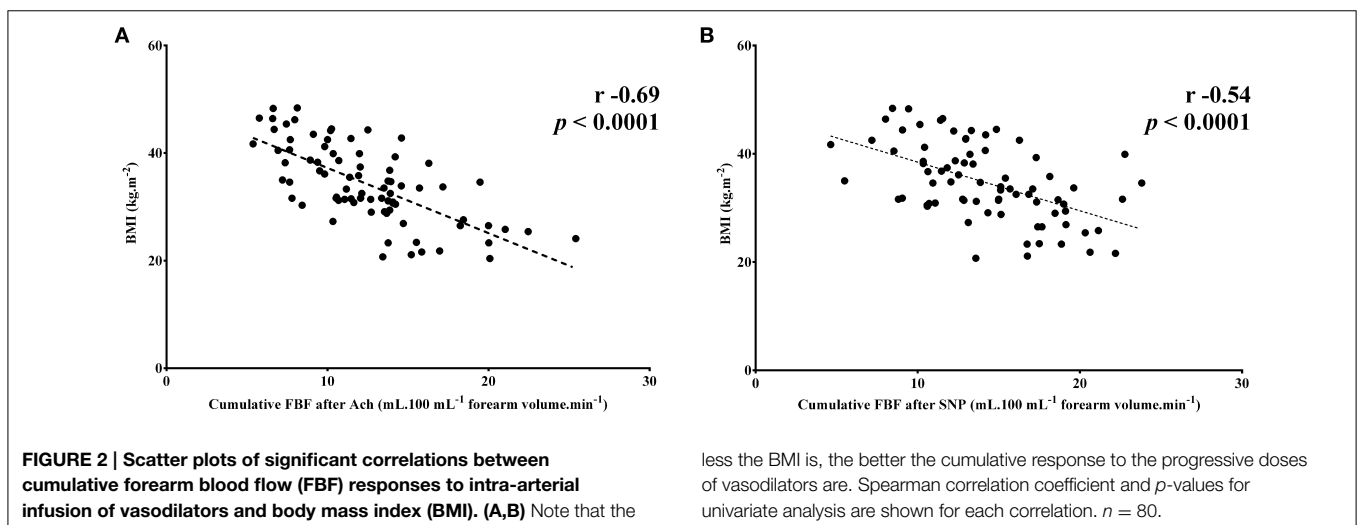 A
60
40
20
0
BMI (kg.m⁻²)
r -0.69
p < 0.0001
0 10 20 30
Cumulative FBF after Ach (mL.100 mL⁻¹ forearm volume.min⁻¹)
B
60
40
20
0
BMI (kg.m⁻²)
r -0.54
p < 0.0001
0 10 20 30
Cumulative FBF after SNP (mL.100 mL⁻¹ forearm volume.min⁻¹)
FIGURE 2 | Scatter plots of significant correlations between
cumulative forearm blood flow (FBF) responses to intra-arterial
infusion of vasodilators and body mass index (BMI). (A,B) Note that the
less the BMI is, the better the cumulative response to the progressive doses
of vasodilators are. Spearman correlation coefficient and p-values for
univariate analysis are shown for each correlation. n = 80.